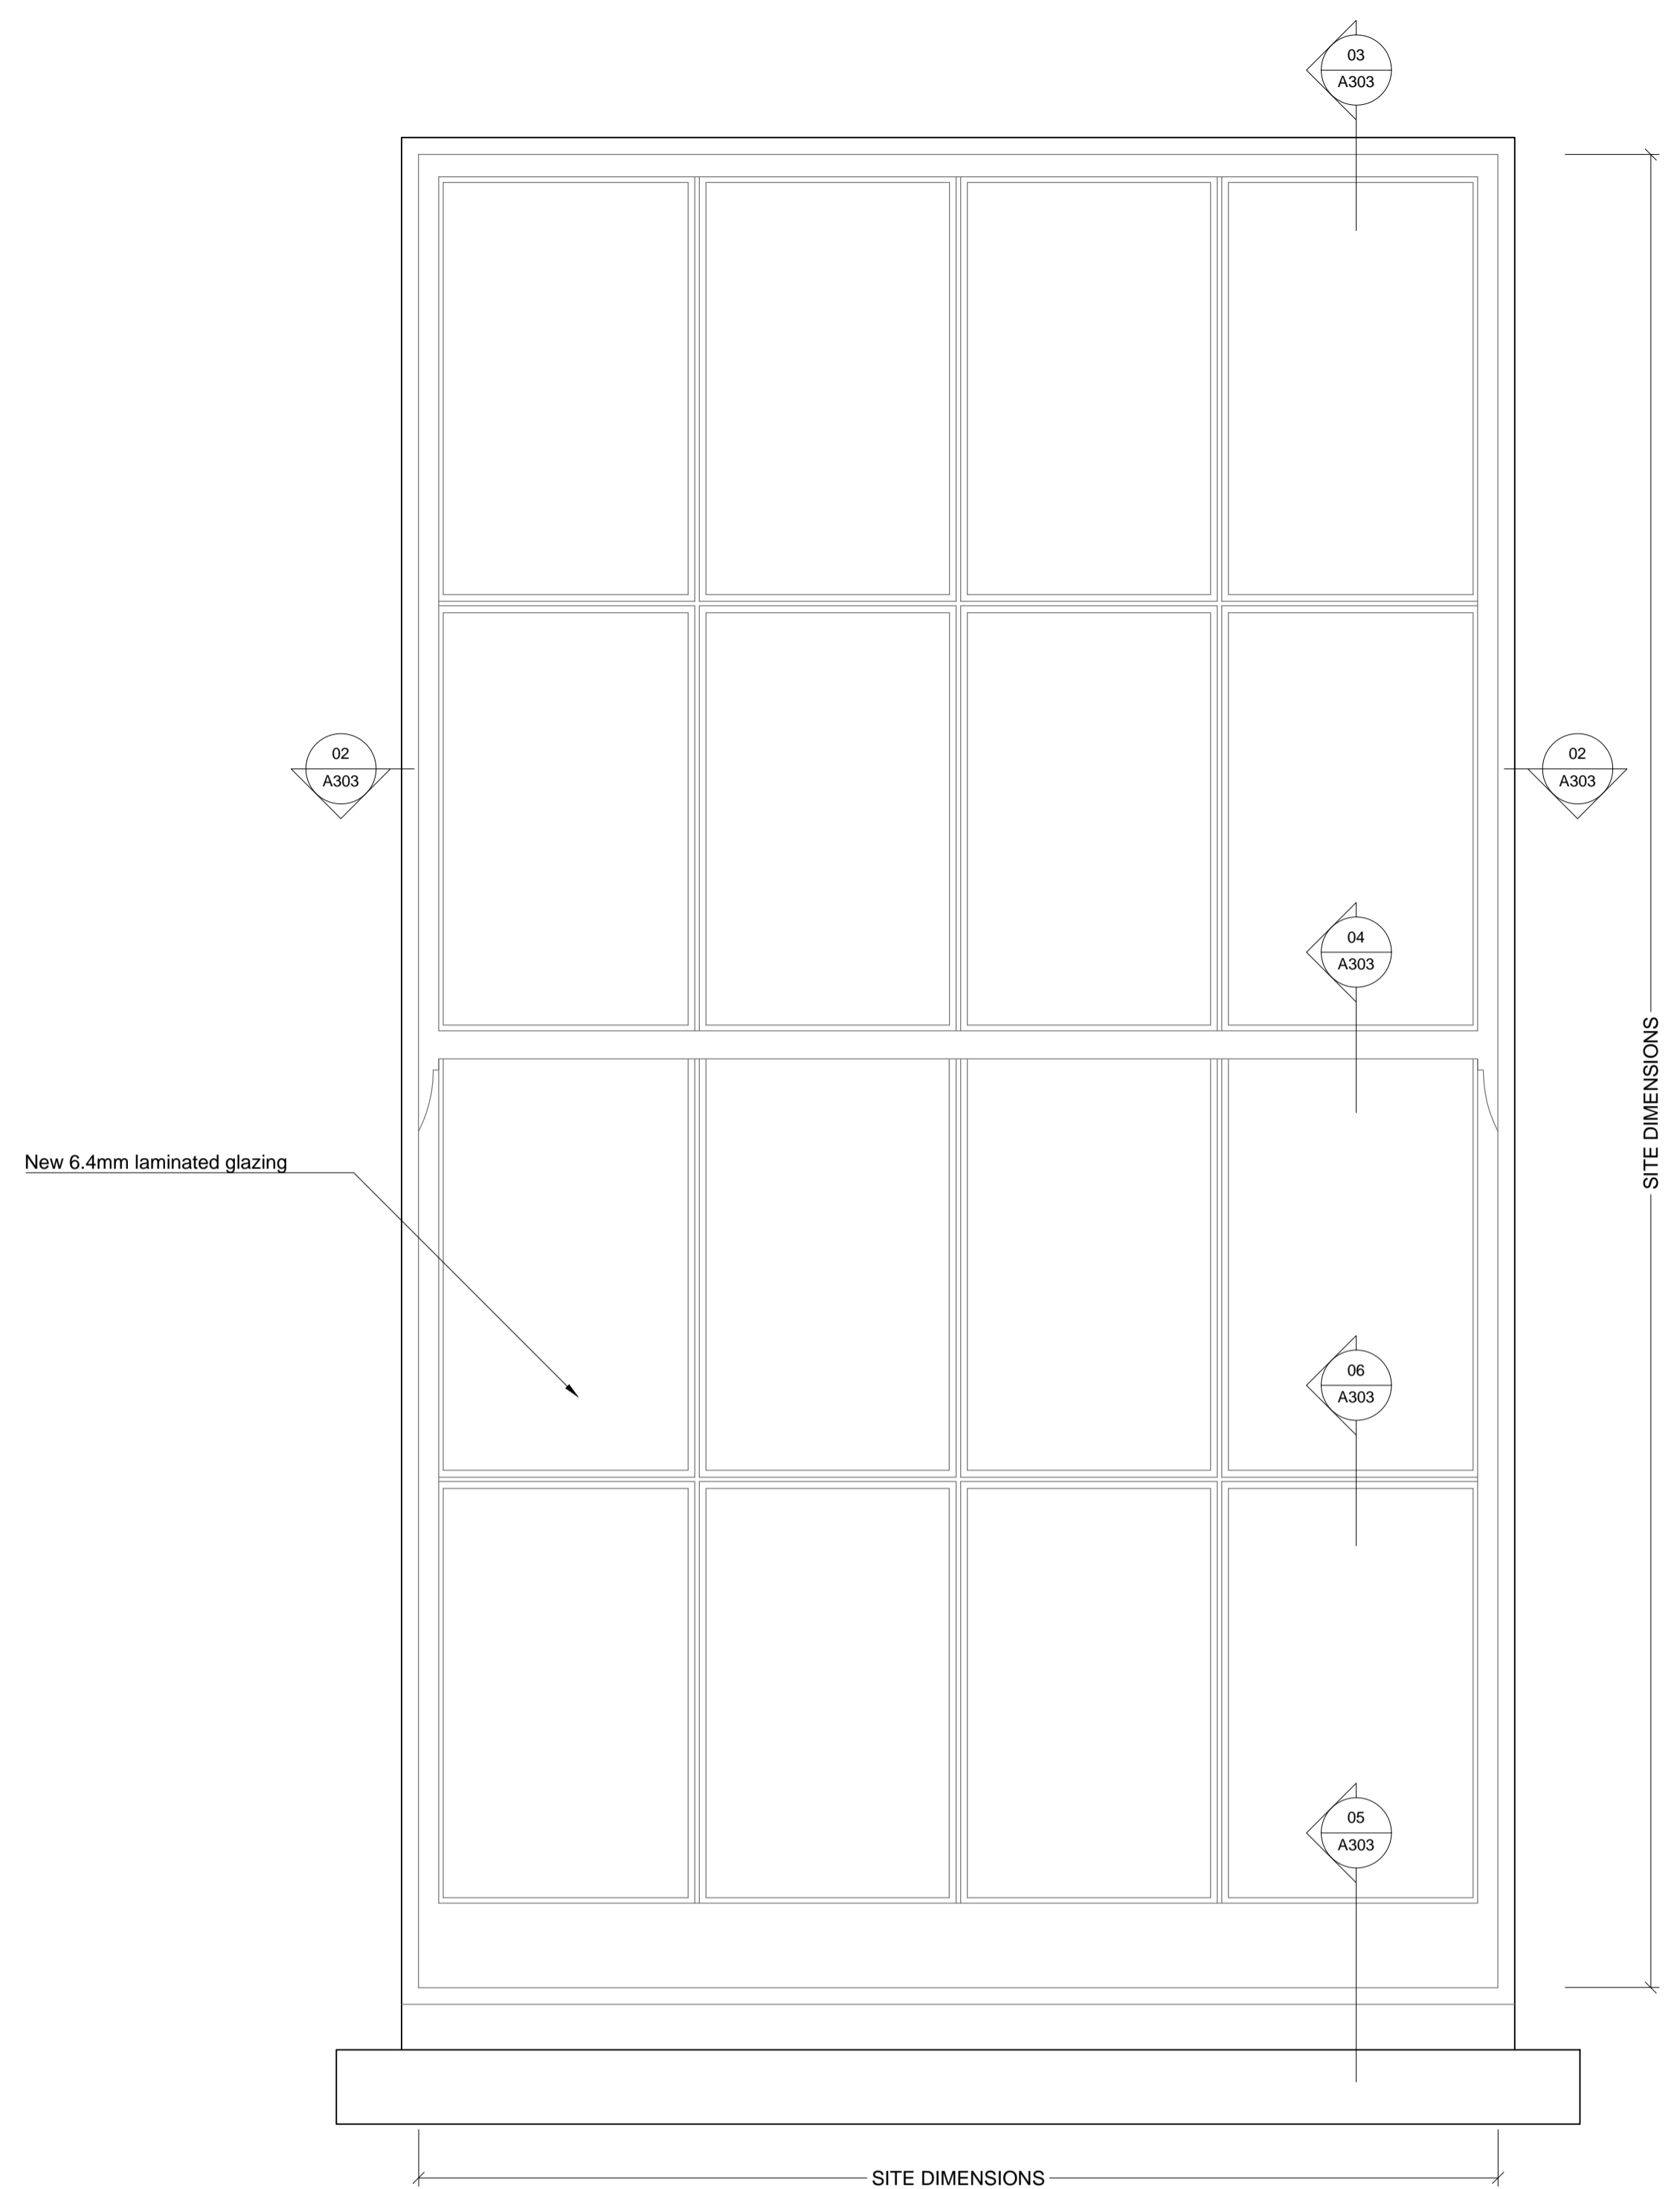 03
A303
02
A303
02
A303
04
A303
SITE DIMENSIONS
New 6.4mm laminated glazing
06
A303
05
A303
SITE DIMENSIONS